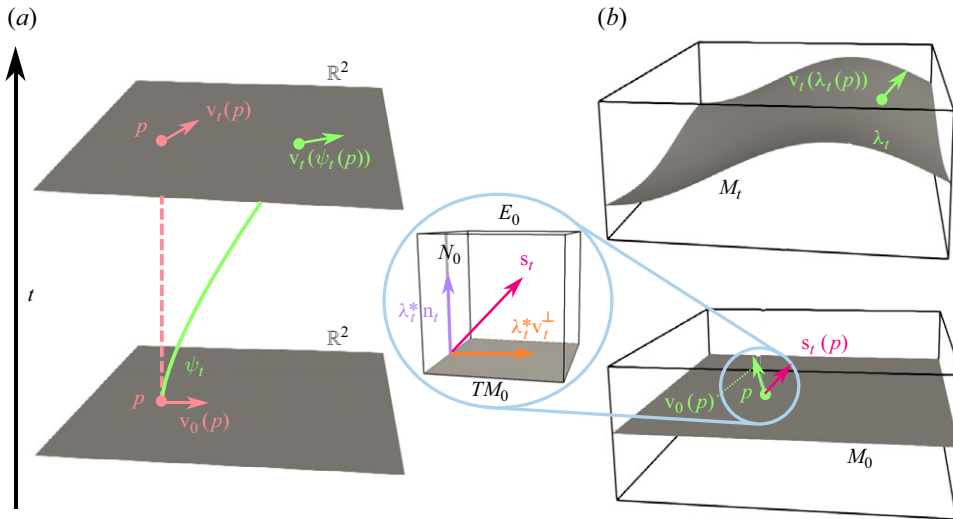 (a)
ℝ²
p
v_t(p)
v_t(ψ_t(p))
t
ψ_t
ℝ²
p
v_0(p)
E_0
N_0
s_t
λ_t^* n_t
λ_t^* v_t^⊥
TM_0
(b)
v_t(λ_t(p))
λ_t
M_t
s_t(p)
v_0(p)
p
M_0